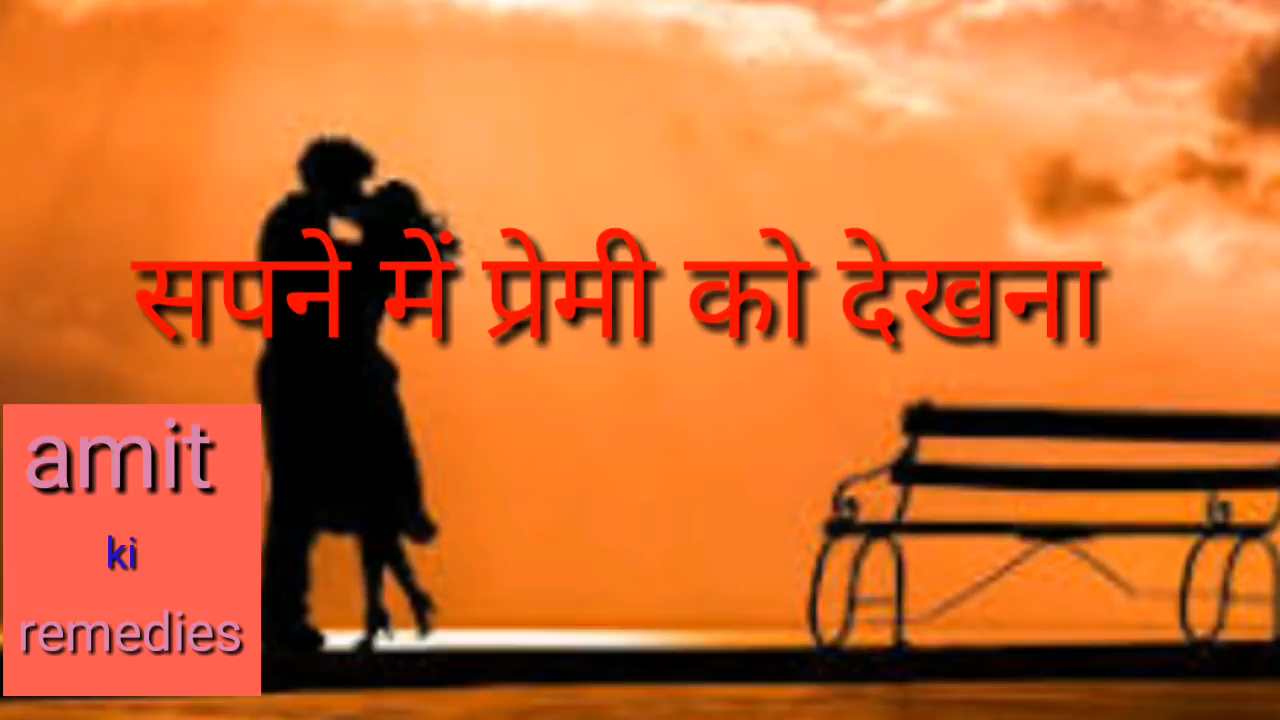 सपने में प्रेमी को देखना
amit
ki
remedies